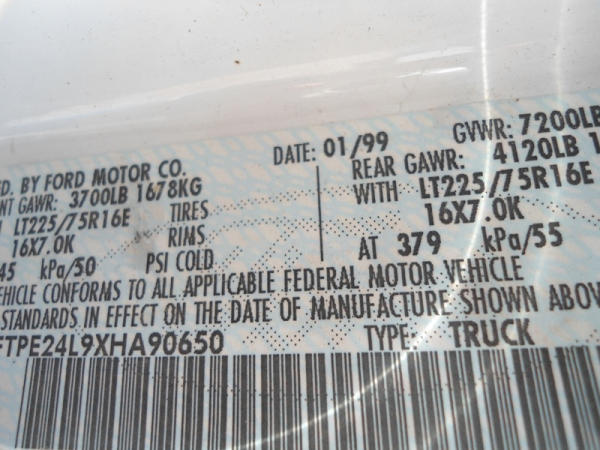 D. BY FORD MOTOR CO. DATE: 01/99 GVWR: 7200LB
NT GAWR: 3700LB 1678KG REAR GAWR: 4120LB 1
LT225/75R16E TIRES WITH LT225/75R16E
16X7.0K RIMS 16X7.0K
45 kPa/50 PSI COLD AT 379 kPa/55
EHICLE CONFORMS TO ALL APPLICABLE FEDERAL MOTOR VEHICLE
STANDARDS IN EFFECT ON THE DATE OF MANUFACTURE SHOWN ABOV
FTPE24L9XHA90650 TYPE: TRUCK